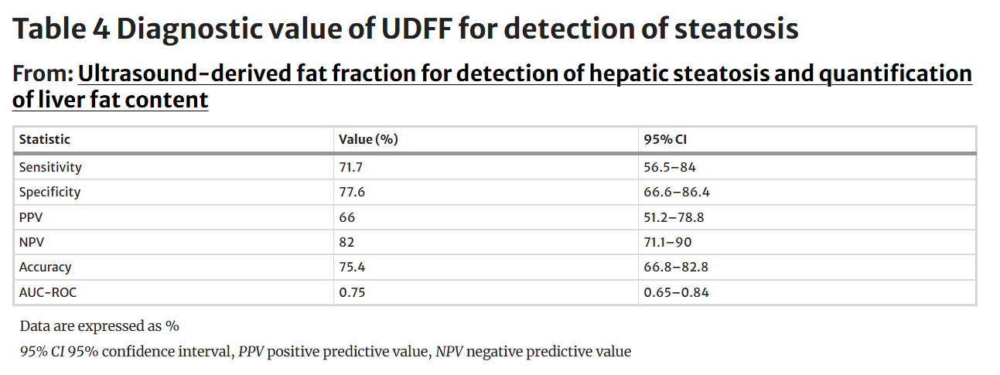 Table 4 Diagnostic value of UDFF for detection of steatosis
From: Ultrasound-derived fat fraction for detection of hepatic steatosis and quantification
of liver fat content
Statistic Value (%) 95% CI
Sensitivity 71.7 56.5–84
Specificity 77.6 66.6–86.4
PPV 66 51.2–78.8
NPV 82 71.1–90
Accuracy 75.4 66.8–82.8
AUC-ROC 0.75 0.65–0.84
Data are expressed as %
95% CI 95% confidence interval, PPV positive predictive value, NPV negative predictive value